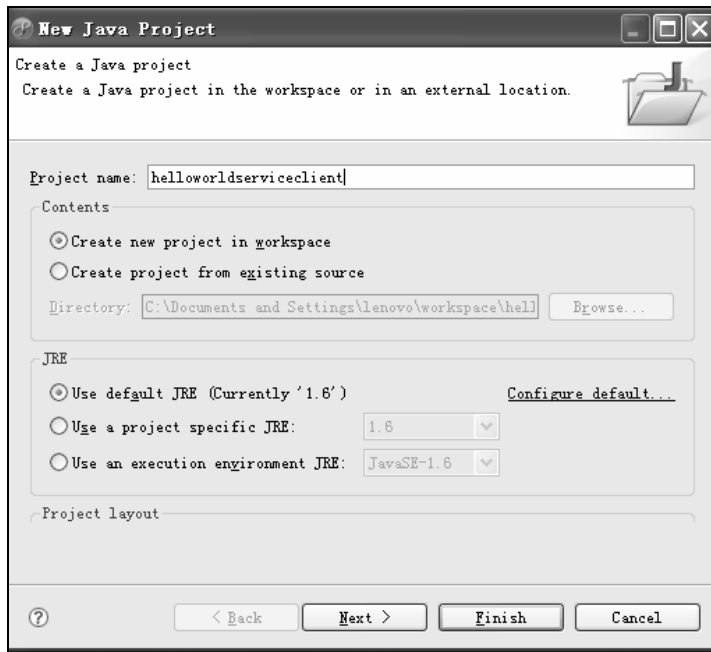 New Java Project
Create a Java project
Create a Java project in the workspace or in an external location.
Project name: helloworldserviceclient
Contents
Create new project in workspace
Create project from existing source
Directory: C:\Documents and Settings\lenovo\workspace\hell Browse...
JRE
Use default JRE (Currently '1.6') Configure default...
Use a project specific JRE: 1.6
Use an execution environment JRE: JavaSE-1.6
Project layout
? < Back Next > Finish Cancel